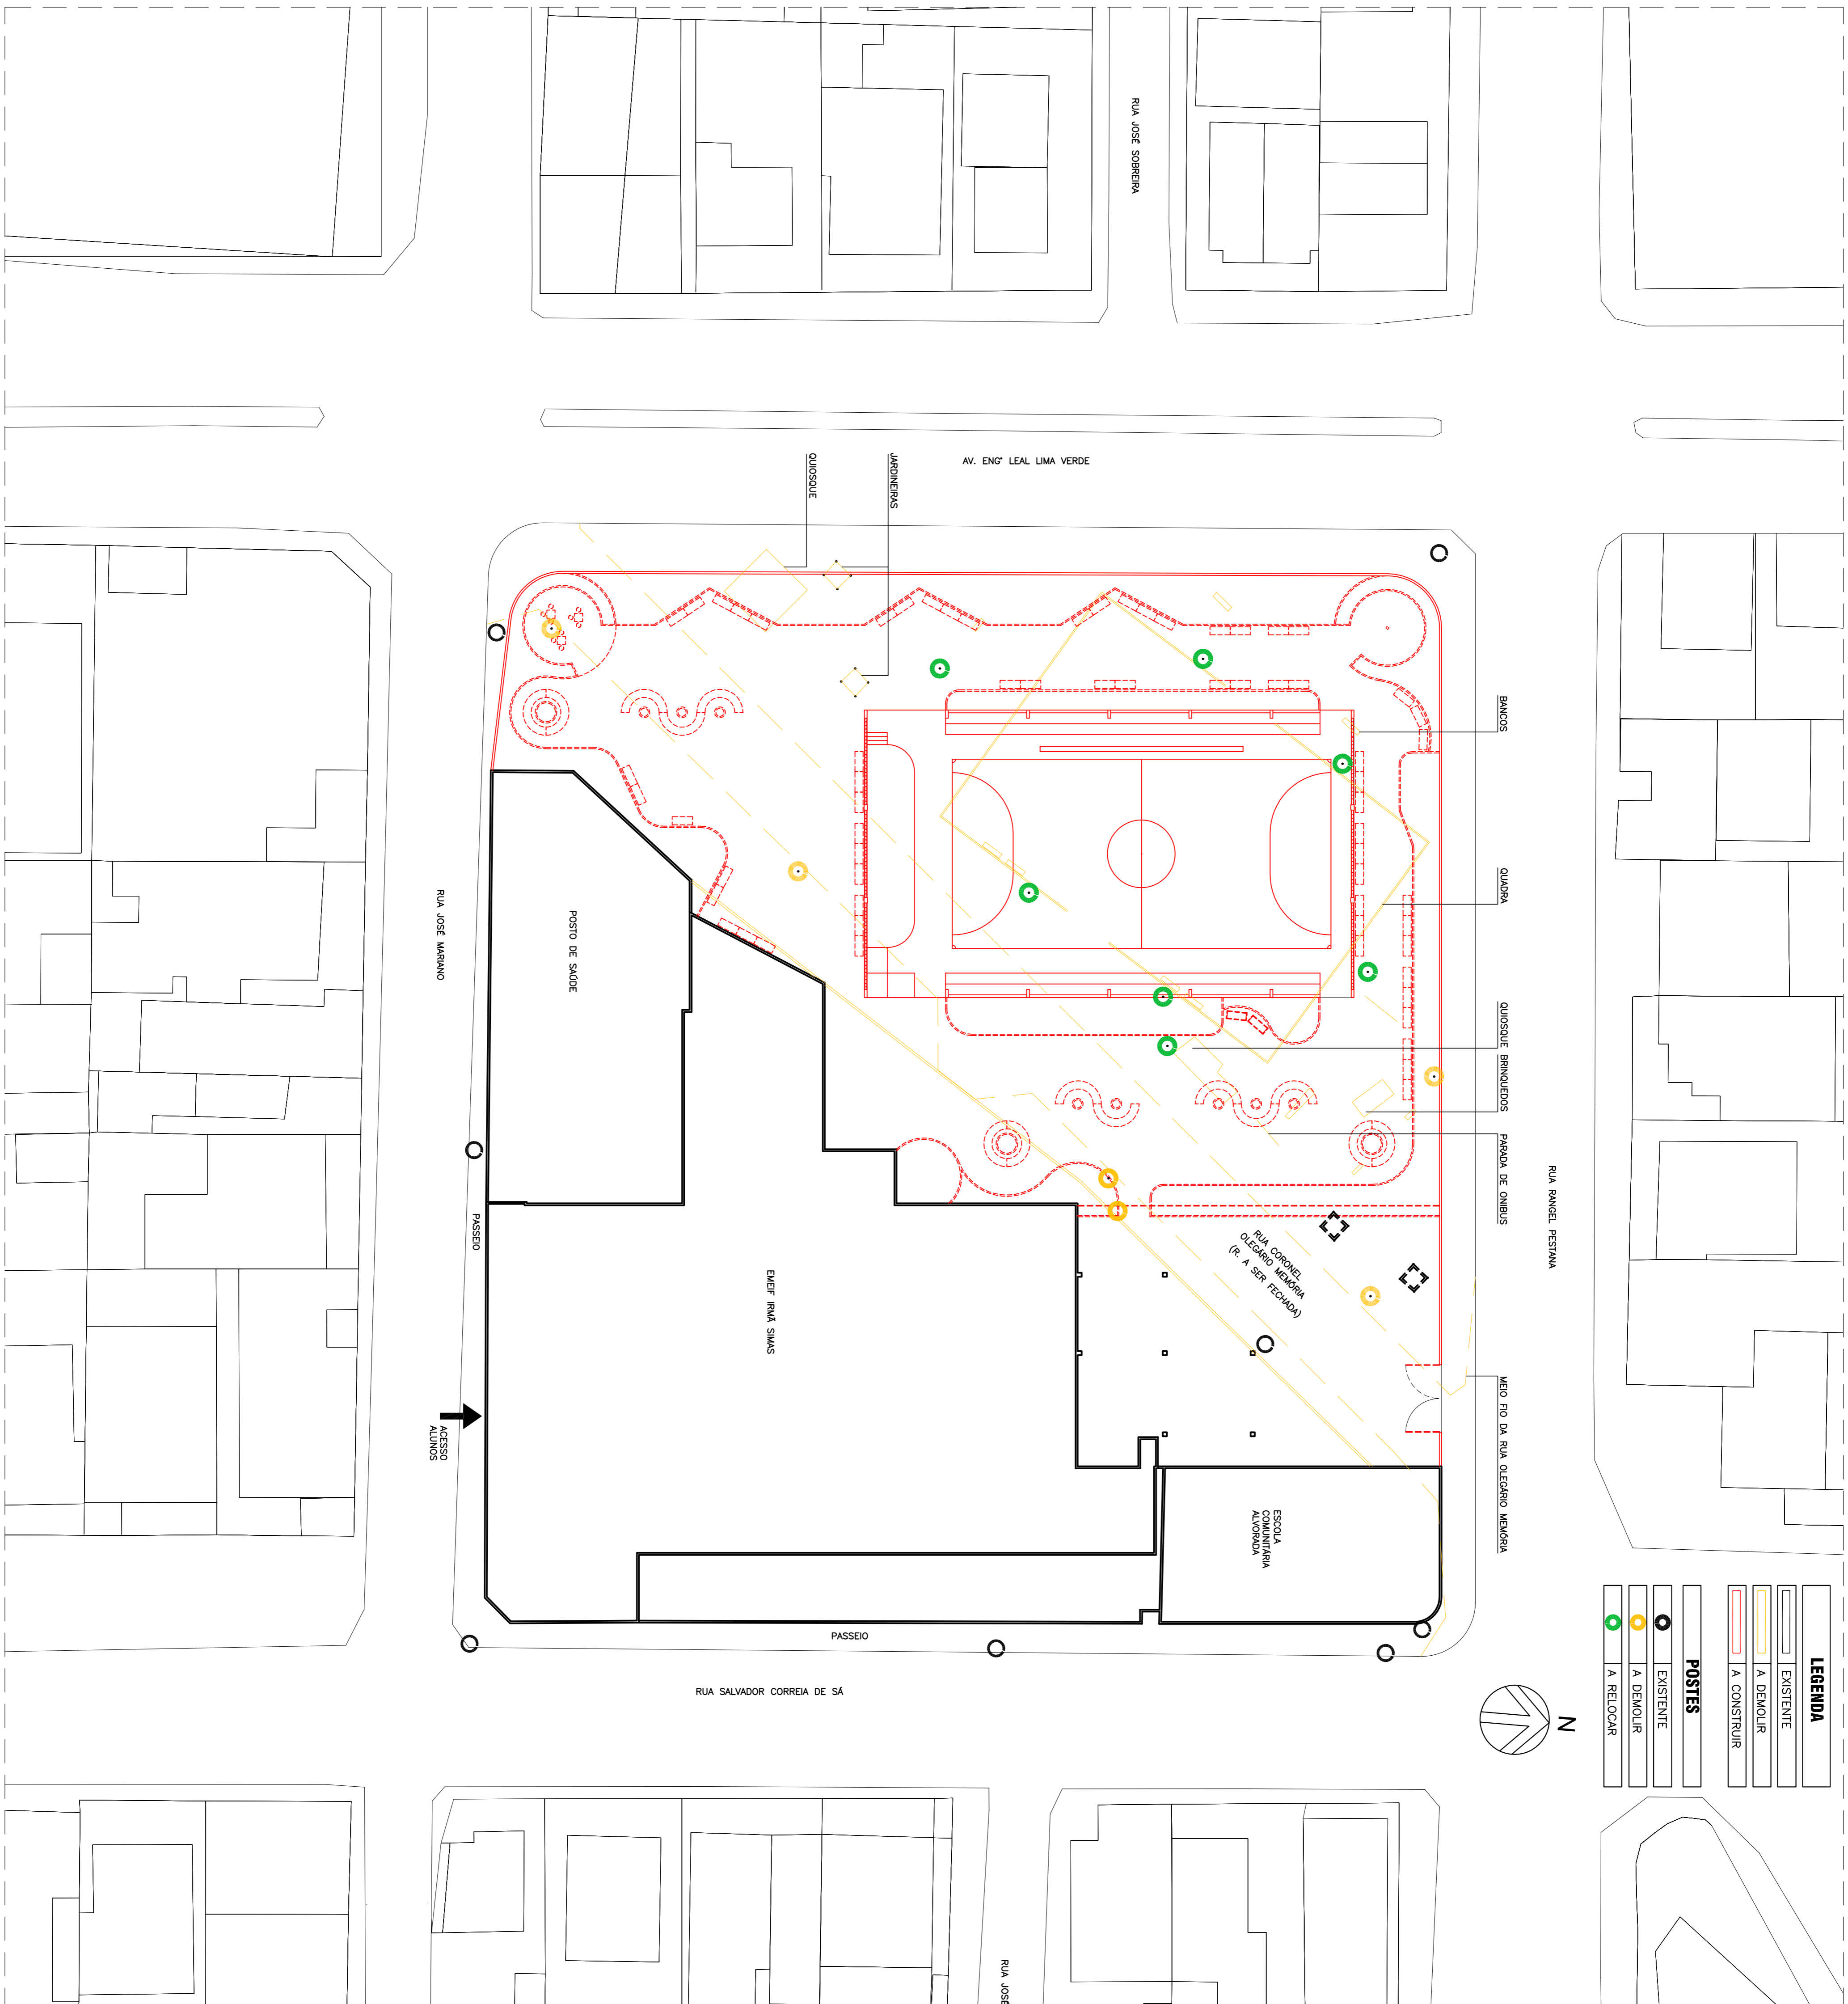 RUA JOSÉ SOBREIRA
AV. ENG° LEAL LIMA VERDE
QUIOSQUE
JARDINEIRAS
BANCOS
QUADRA
QUIOSQUE
BRINQUEDOS
PARADA DE ONIBUS
MEIO FIO DA RUA OLEGÁRIO MEMÓRIA
RUA RANGEL PESTANA
RUA JOSÉ MARIANO
POSTO DE SAÚDE
PASSEIO
EMEIF IRMÃ SIMAS
RUA CORONEL
OLEGÁRIO MEMÓRIA
(R. A SER FECHADA)
ACESSO
ALUNOS
ESCOLA
COMUNITÁRIA
ALVORADA
PASSEIO
RUA SALVADOR CORREIA DE SÁ
RUA JOSÉ
N
LEGENDA
EXISTENTE
A DEMOLIR
A CONSTRUIR
POSTES
EXISTENTE
A DEMOLIR
A RELOCAR